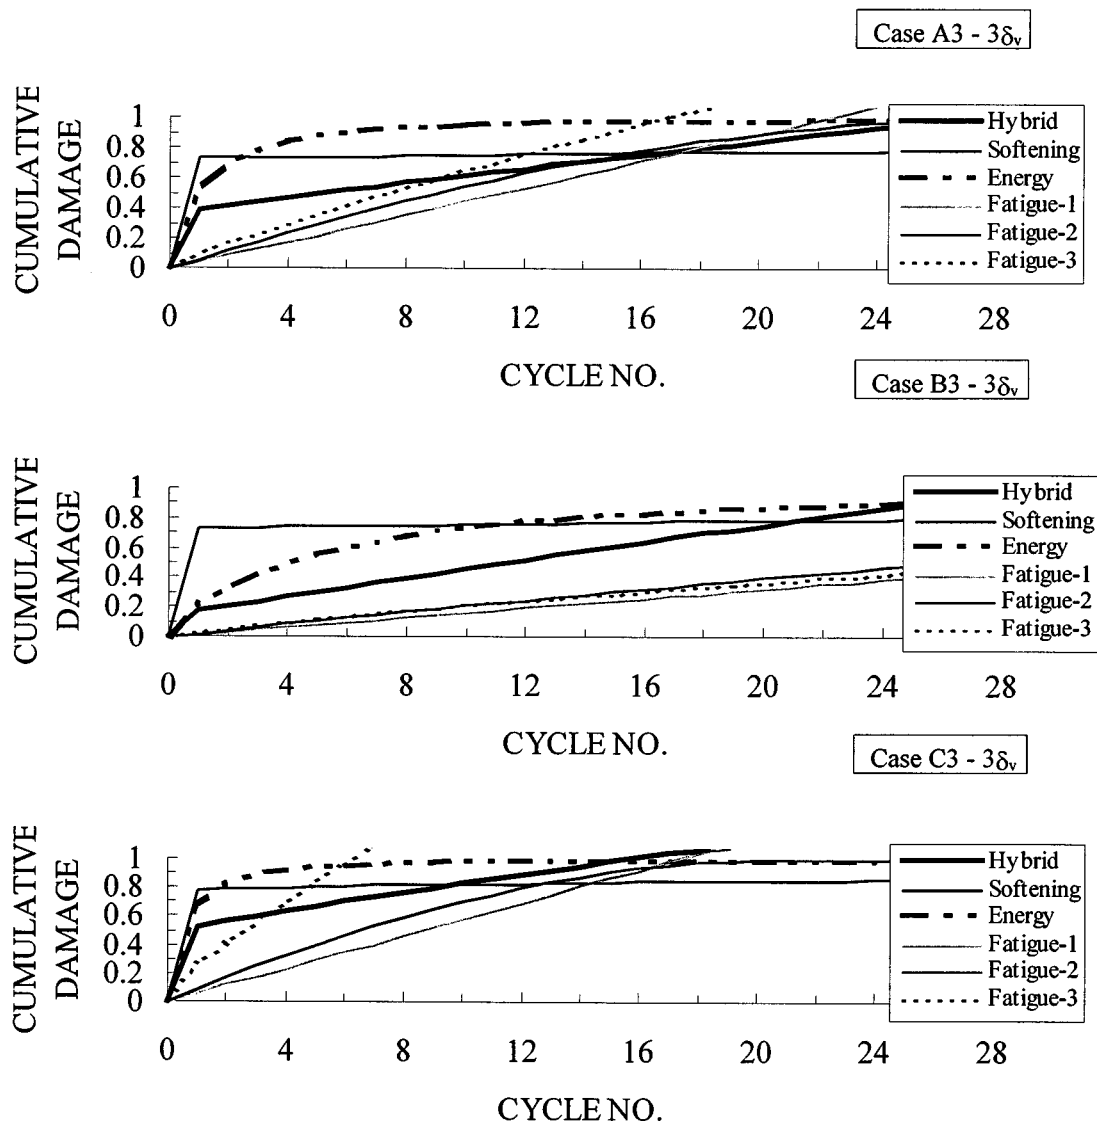 Case A3 - 3δᵥ
CUMULATIVE
DAMAGE
1
0.8
0.6
0.4
0.2
0
Hybrid
Softening
Energy
Fatigue-1
Fatigue-2
Fatigue-3
0 4 8 12 16 20 24 28
CYCLE NO.
Case B3 - 3δᵥ
CUMULATIVE
DAMAGE
1
0.8
0.6
0.4
0.2
0
Hybrid
Softening
Energy
Fatigue-1
Fatigue-2
Fatigue-3
0 4 8 12 16 20 24 28
CYCLE NO.
Case C3 - 3δᵥ
CUMULATIVE
DAMAGE
1
0.8
0.6
0.4
0.2
0
Hybrid
Softening
Energy
Fatigue-1
Fatigue-2
Fatigue-3
0 4 8 12 16 20 24 28
CYCLE NO.